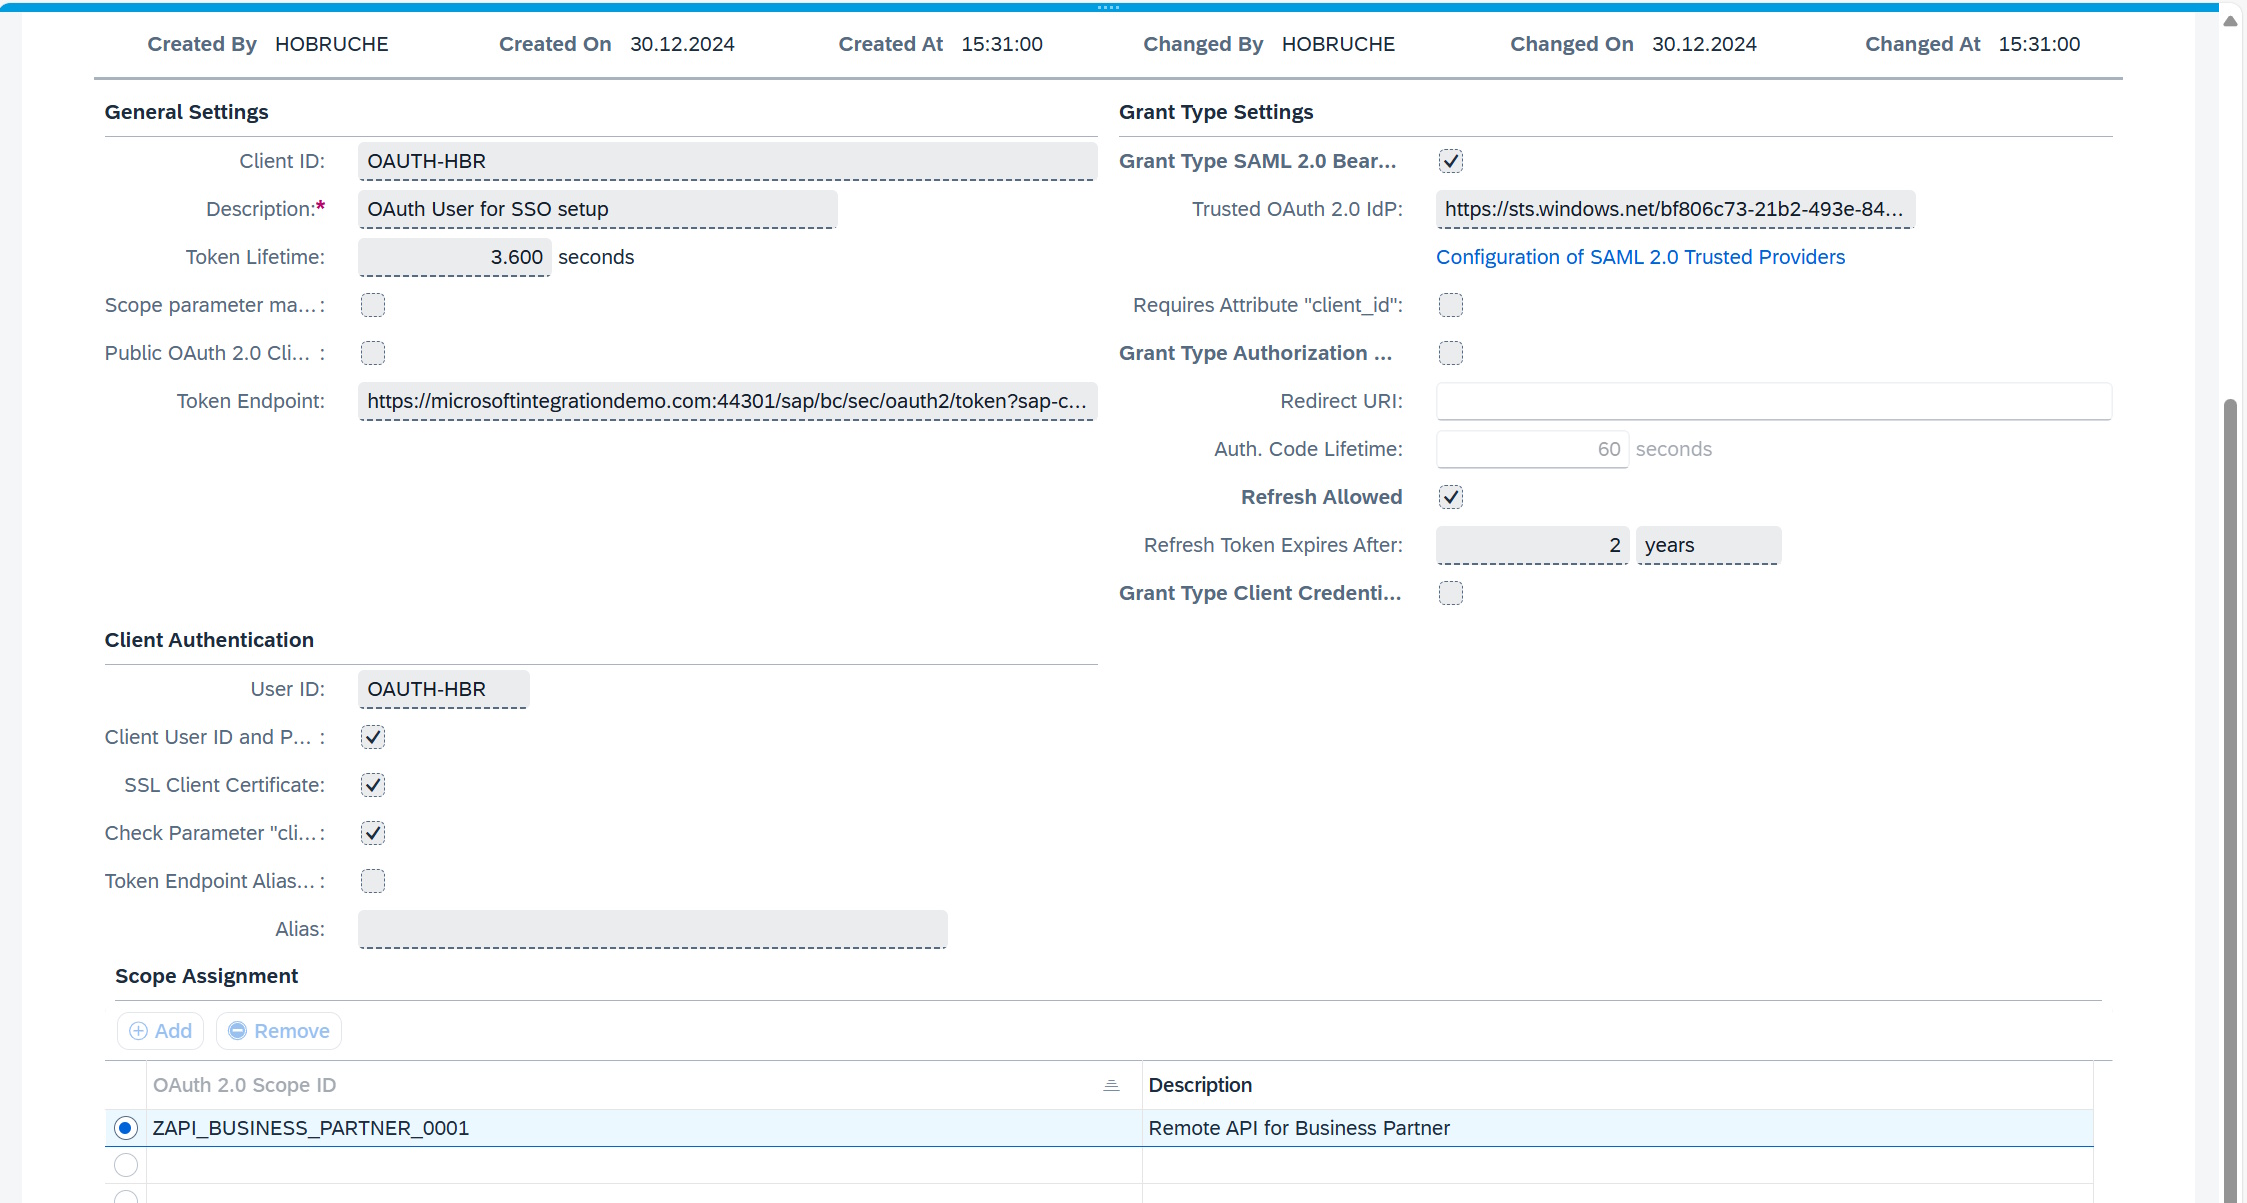 Created By HOBRUCHE Created On 30.12.2024 Created At 15:31:00 Changed By HOBRUCHE Changed On 30.12.2024 Changed At 15:31:00
General Settings
Client ID: OAUTH-HBR
Description:* OAuth User for SSO setup
Token Lifetime: 3.600 seconds
Scope parameter ma... :
Public OAuth 2.0 Cli... :
Token Endpoint: https://microsoftintegrationdemo.com:44301/sap/bc/sec/oauth2/token?sap-c...
Grant Type Settings
Grant Type SAML 2.0 Bear...
Trusted OAuth 2.0 IdP: https://sts.windows.net/bf806c73-21b2-493e-84...
Configuration of SAML 2.0 Trusted Providers
Requires Attribute "client_id":
Grant Type Authorization ...
Redirect URI:
Auth. Code Lifetime: 60 seconds
Refresh Allowed
Refresh Token Expires After: 2 years
Grant Type Client Credenti...
Client Authentication
User ID: OAUTH-HBR
Client User ID and P... :
SSL Client Certificate:
Check Parameter "cli... :
Token Endpoint Alias... :
Alias:
Scope Assignment
Add Remove
OAuth 2.0 Scope ID Description
ZAPI_BUSINESS_PARTNER_0001 Remote API for Business Partner